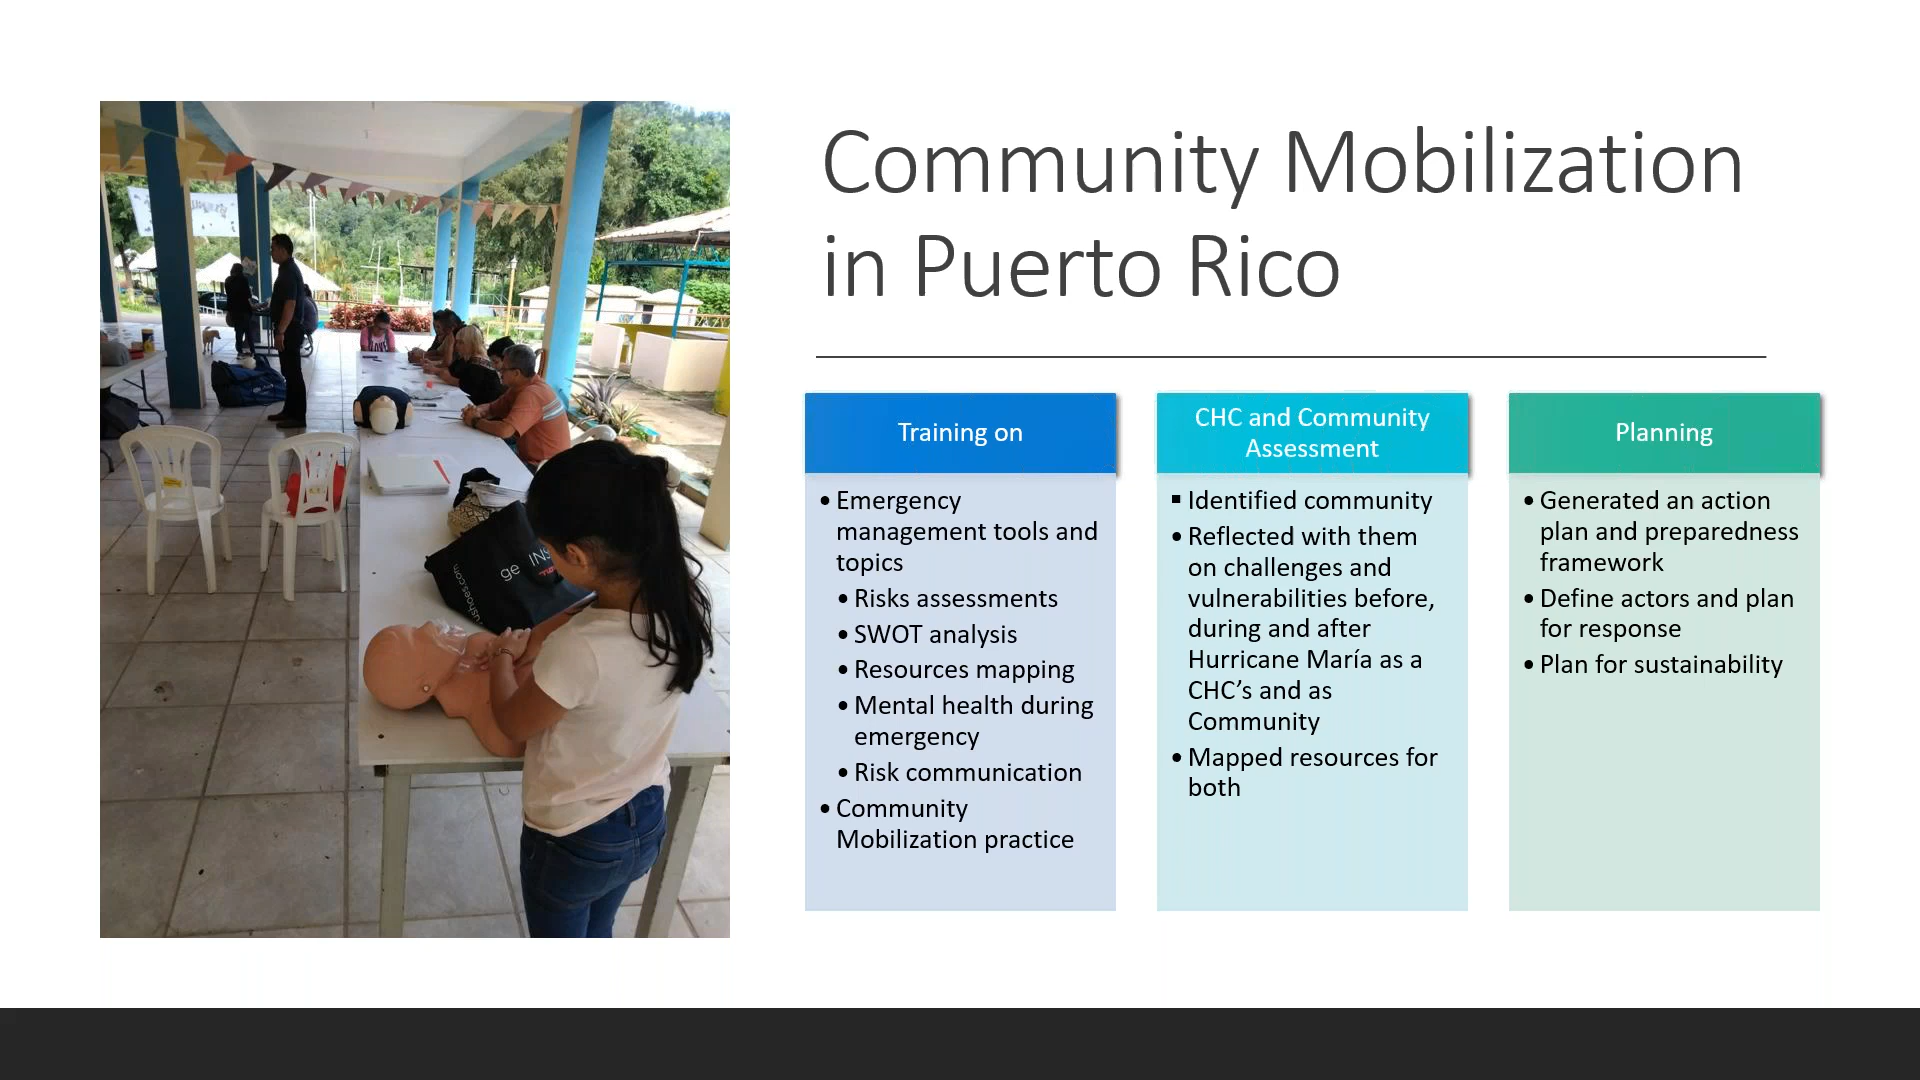 Community Mobilization
in Puerto Rico
Training on
• Emergency
management tools and
topics
• Risks assessments
• SWOT analysis
• Resources mapping
• Mental health during
emergency
• Risk communication
• Community
Mobilization practice
CHC and Community
Assessment
▪ Identified community
• Reflected with them
on challenges and
vulnerabilities before,
during and after
Hurricane María as a
CHC’s and as
Community
• Mapped resources for
both
Planning
• Generated an action
plan and preparedness
framework
• Define actors and plan
for response
• Plan for sustainability